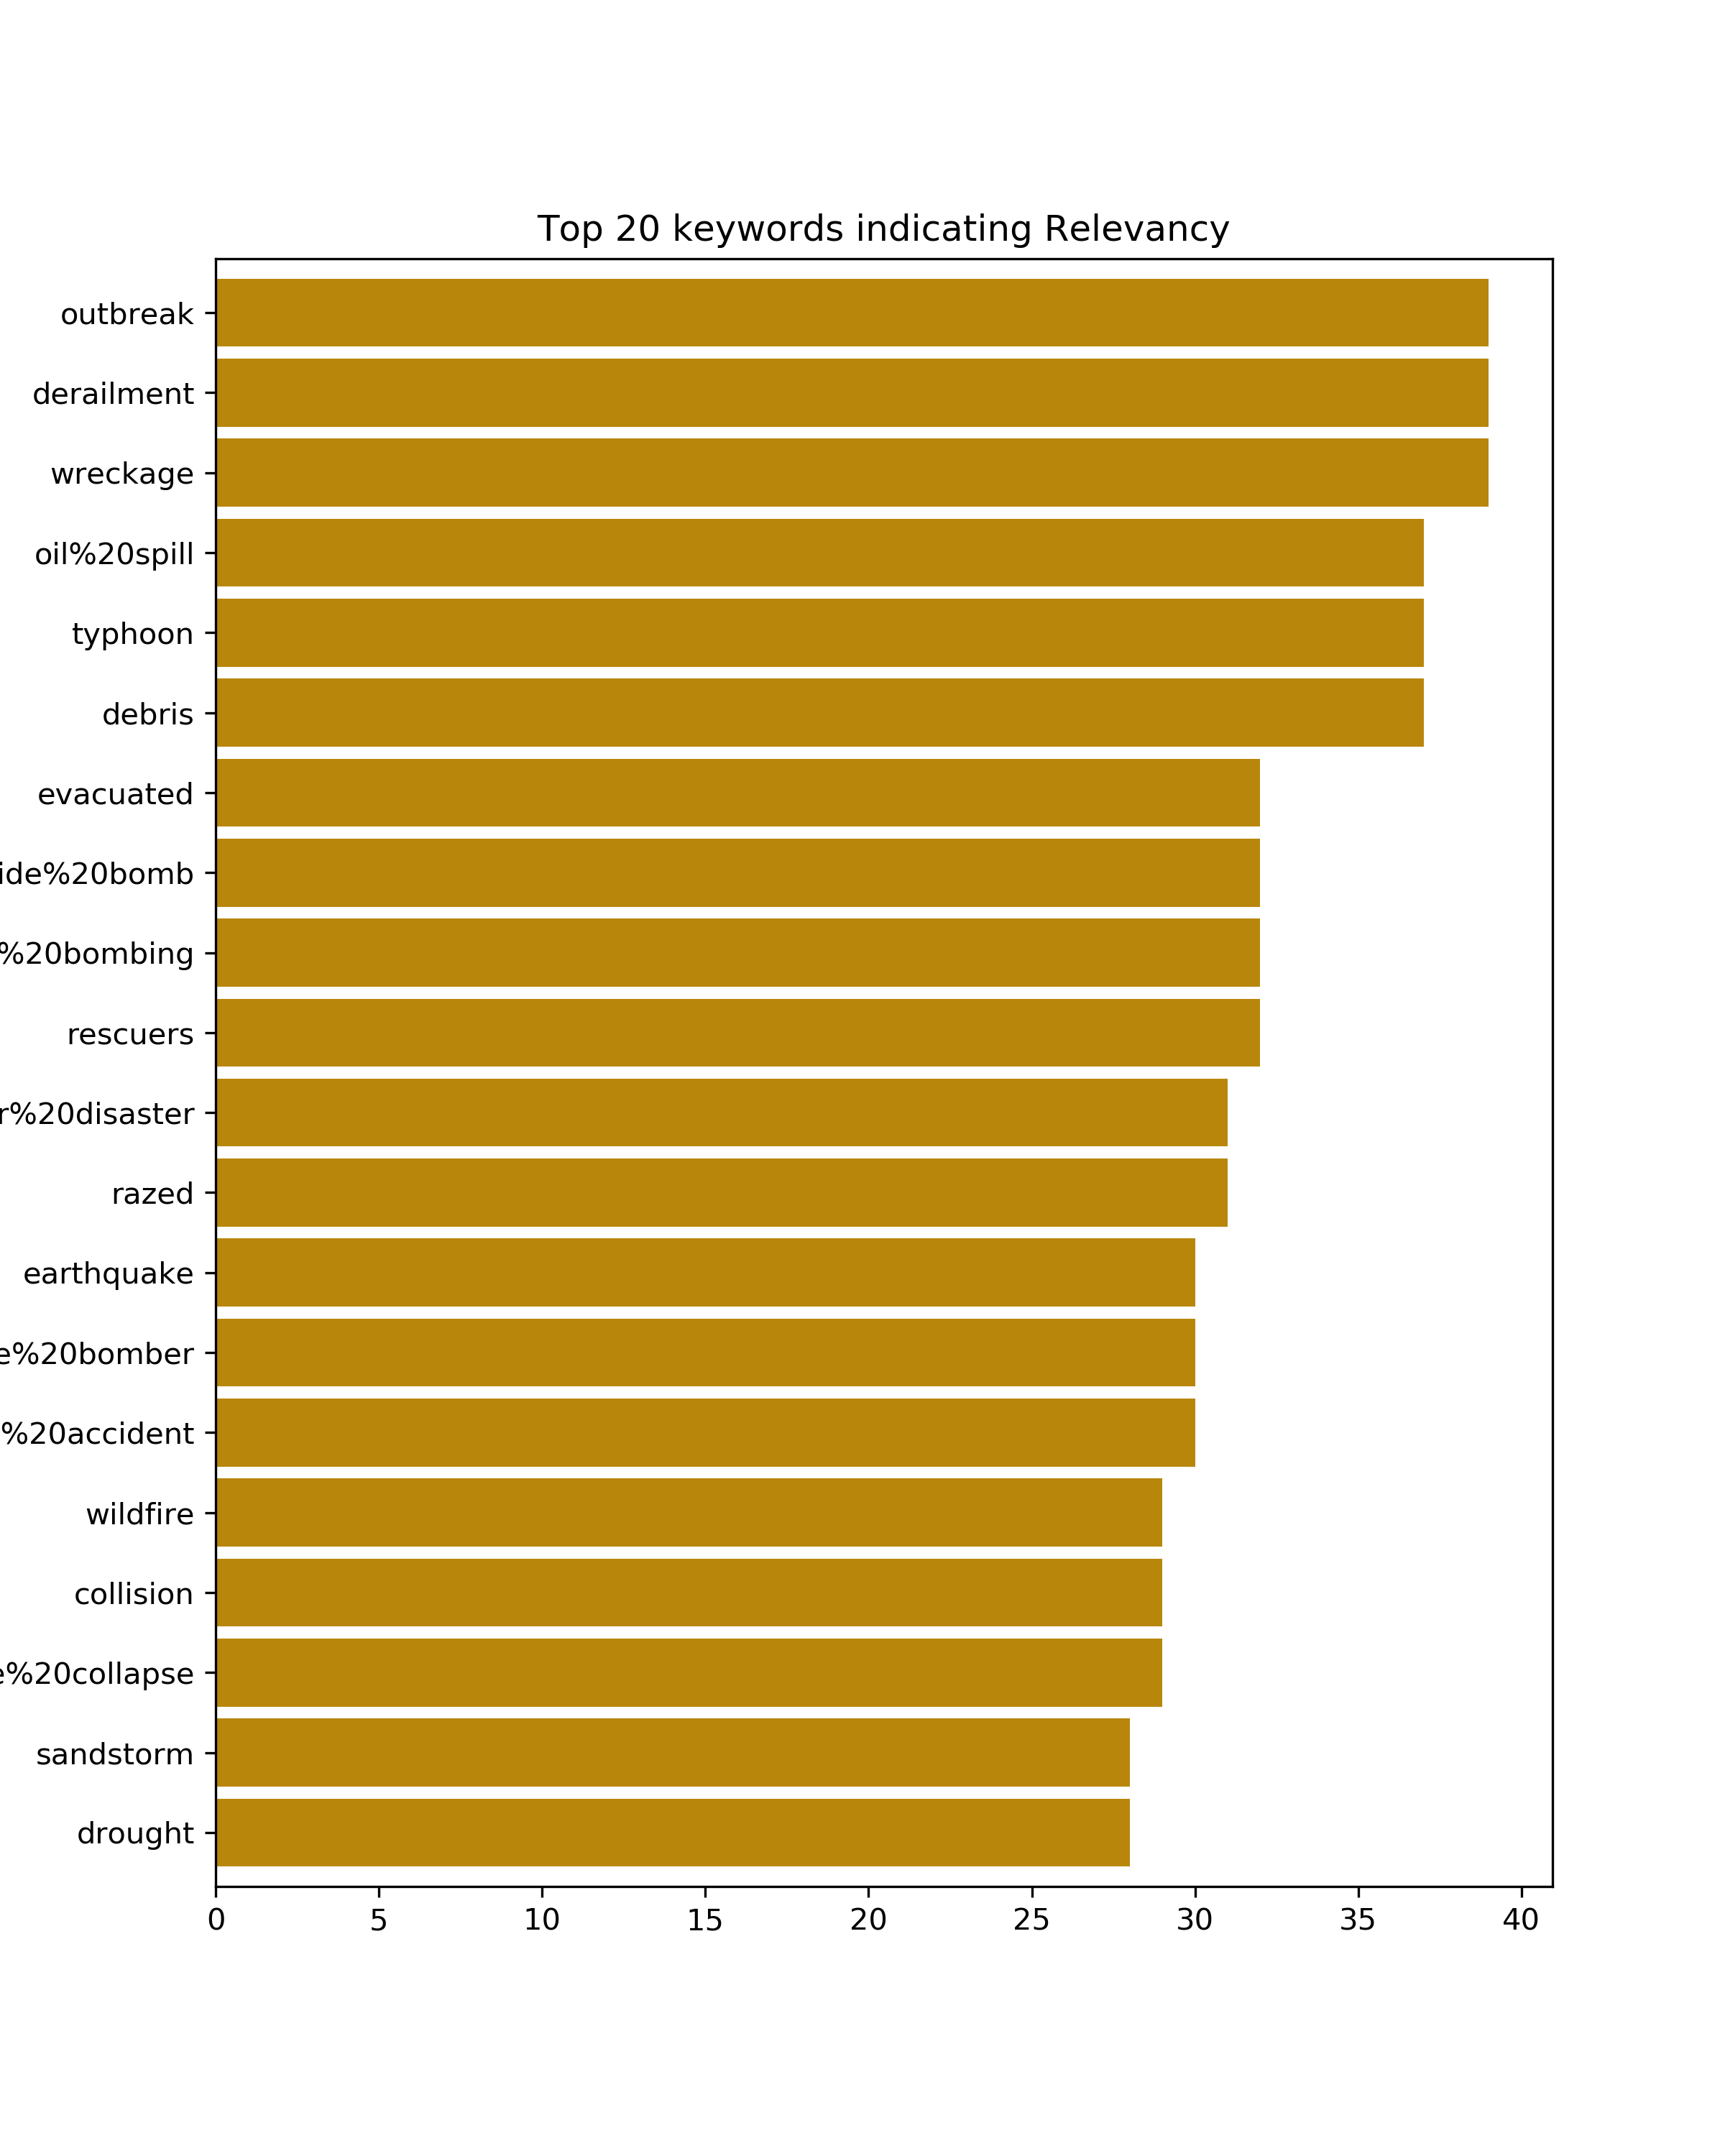 Top 20 keywords indicating Relevancy
outbreak
derailment
wreckage
oil%20spill
typhoon
debris
evacuated
ide%20bomb
%20bombing
rescuers
r%20disaster
razed
earthquake
e%20bomber
%20accident
wildfire
collision
e%20collapse
sandstorm
drought
0 5 10 15 20 25 30 35 40